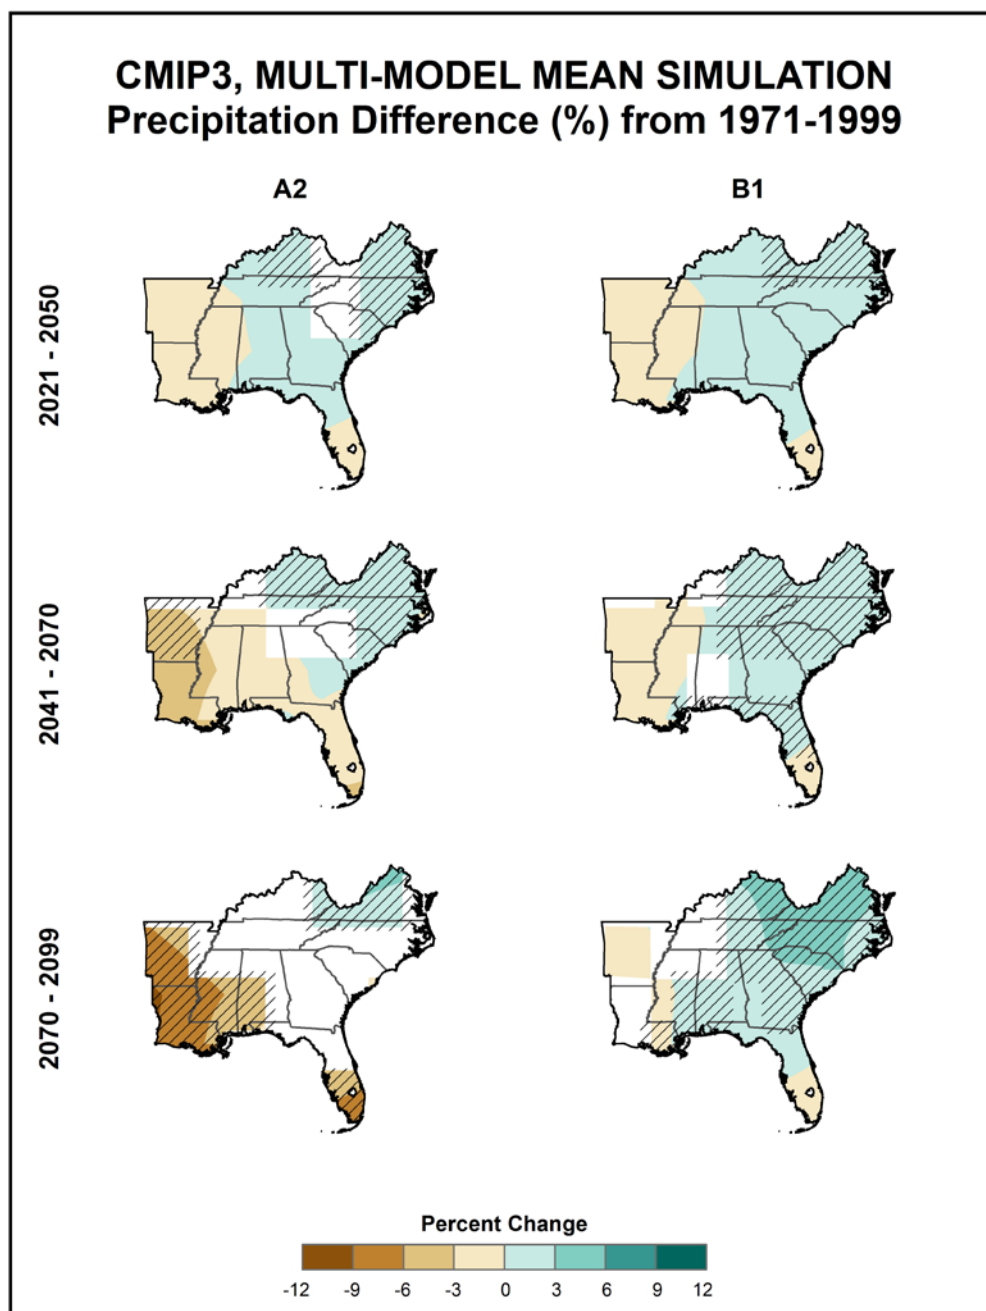 CMIP3, MULTI-MODEL MEAN SIMULATION
Precipitation Difference (%) from 1971-1999
A2
B1
2021 - 2050
2041 - 2070
2070 - 2099
Percent Change
-12 -9 -6 -3 0 3 6 9 12